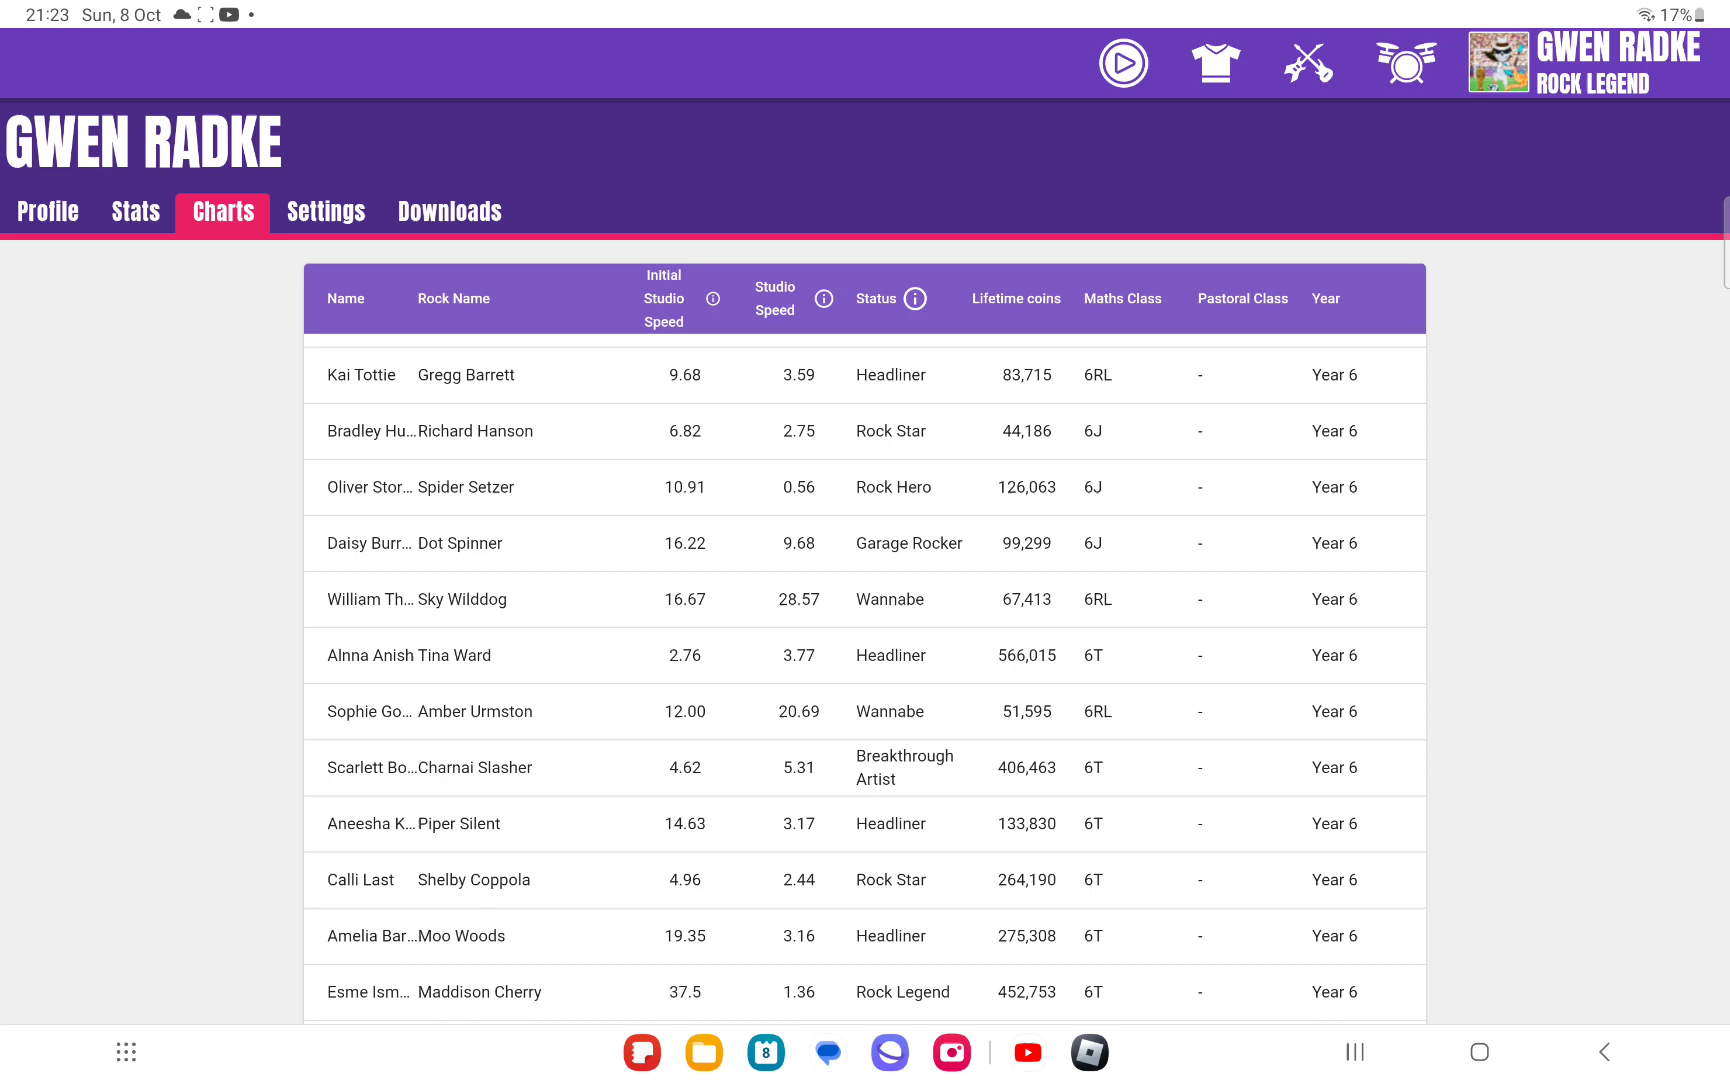 21:23 Sun, 8 Oct
17%
GWEN RADKE
ROCK LEGEND
GWEN RADKE
Profile Stats Charts Settings Downloads
Name Rock Name Initial Studio Speed Studio Speed Status Lifetime coins Maths Class Pastoral Class Year
Kai Tottie Gregg Barrett 9.68 3.59 Headliner 83,715 6RL - Year 6
Bradley Hu... Richard Hanson 6.82 2.75 Rock Star 44,186 6J - Year 6
Oliver Stor... Spider Setzer 10.91 0.56 Rock Hero 126,063 6J - Year 6
Daisy Burr... Dot Spinner 16.22 9.68 Garage Rocker 99,299 6J - Year 6
William Th... Sky Wilddog 16.67 28.57 Wannabe 67,413 6RL - Year 6
Alnna Anish Tina Ward 2.76 3.77 Headliner 566,015 6T - Year 6
Sophie Go... Amber Urmston 12.00 20.69 Wannabe 51,595 6RL - Year 6
Scarlett Bo... Charnai Slasher 4.62 5.31 Breakthrough Artist 406,463 6T - Year 6
Aneesha K... Piper Silent 14.63 3.17 Headliner 133,830 6T - Year 6
Calli Last Shelby Coppola 4.96 2.44 Rock Star 264,190 6T - Year 6
Amelia Bar... Moo Woods 19.35 3.16 Headliner 275,308 6T - Year 6
Esme Ism... Maddison Cherry 37.5 1.36 Rock Legend 452,753 6T - Year 6
8